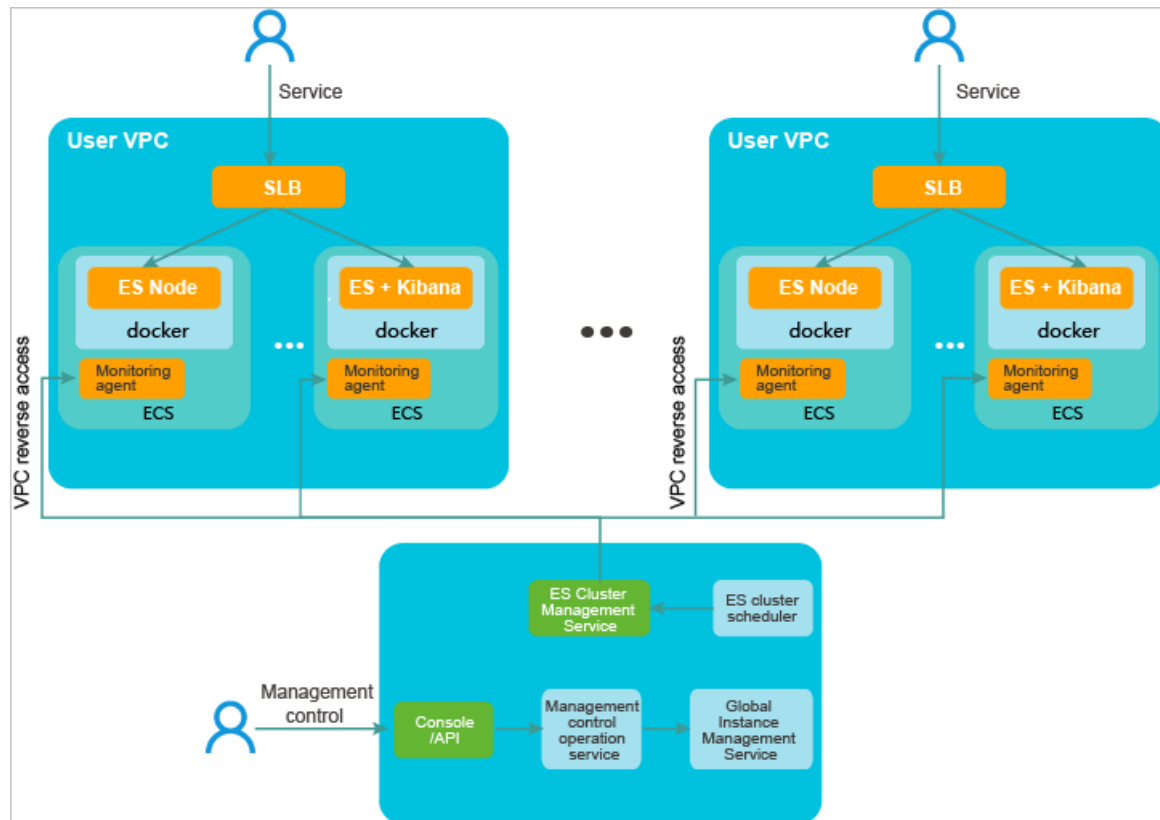 Service
User VPC
SLB
ES Node
docker
Monitoring
agent
ECS
...
ES + Kibana
docker
Monitoring
agent
ECS
VPC reverse access
...
Service
User VPC
SLB
ES Node
docker
Monitoring
agent
ECS
...
ES + Kibana
docker
Monitoring
agent
ECS
VPC reverse access
ES Cluster
Management
Service
ES cluster
scheduler
Management
control
Console
/API
Management
control
operation
service
Global
Instance
Management
Service